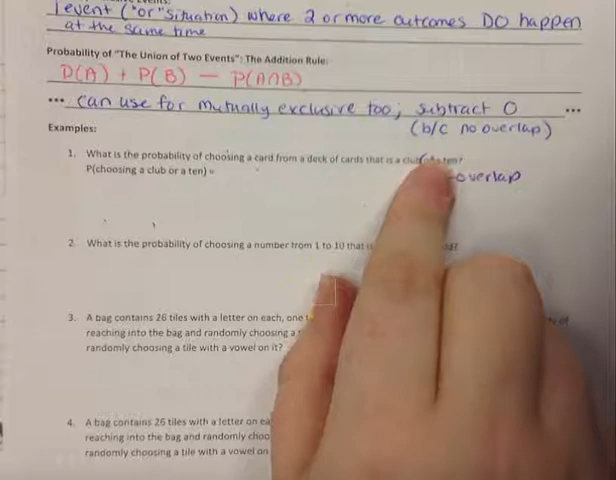 1 event ("or" situation) where 2 or more outcomes DO happen
at the same time
Probability of "The Union of Two Events": The Addition Rule:
P(A) + P(B) — P(A∩B)
... can use for mutually exclusive too; subtract 0 ...
(b/c no overlap)
Examples:
1. What is the probability of choosing a card from a deck of cards that is a club ten?
overlap
P(choosing a club or a ten) =
2. What is the probability of choosing a number from 1 to 10 that
3. A bag contains 26 tiles with a letter on each, one
reaching into the bag and randomly choosing a
randomly choosing a tile with a vowel on it?
4. A bag contains 26 tiles with a letter on
reaching into the bag and randomly
randomly choosing a tile with a vowel on